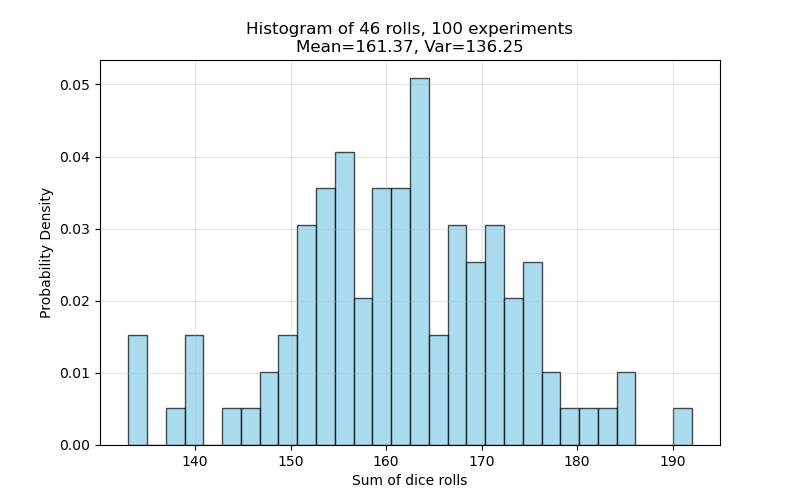 Histogram of 46 rolls, 100 experiments
Mean=161.37, Var=136.25
0.05
0.04
0.03
0.02
0.01
0.00
Probability Density
140 150 160 170 180 190
Sum of dice rolls